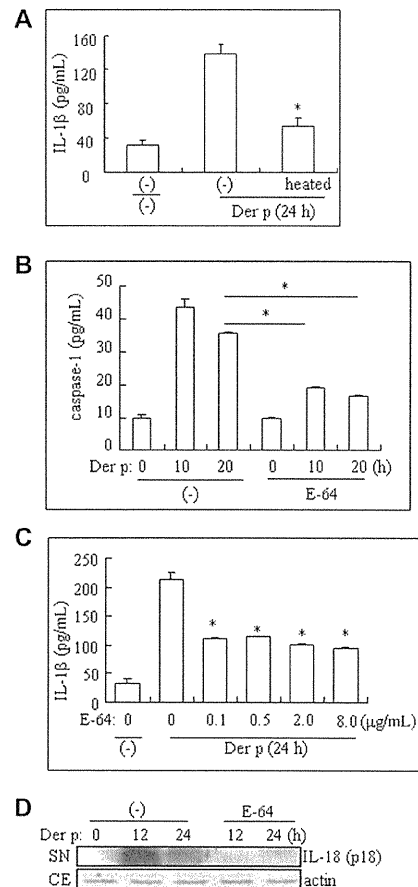 A
IL-1β (pg/mL)
160
120
80
40
0
*
(-) (-) heated
(-) Der p (24 h)
B
caspase-1 (pg/mL)
50
40
30
20
10
0
*
*
Der p: 0 10 20 0 10 20 (h)
(-) E-64
C
IL-1β (pg/mL)
250
200
150
100
50
0
* * * *
E-64: 0 0 0.1 0.5 2.0 8.0 (μg/mL)
(-) Der p (24 h)
D
(-) E-64
Der p: 0 12 24 12 24 (h)
SN IL-18 (p18)
CE actin